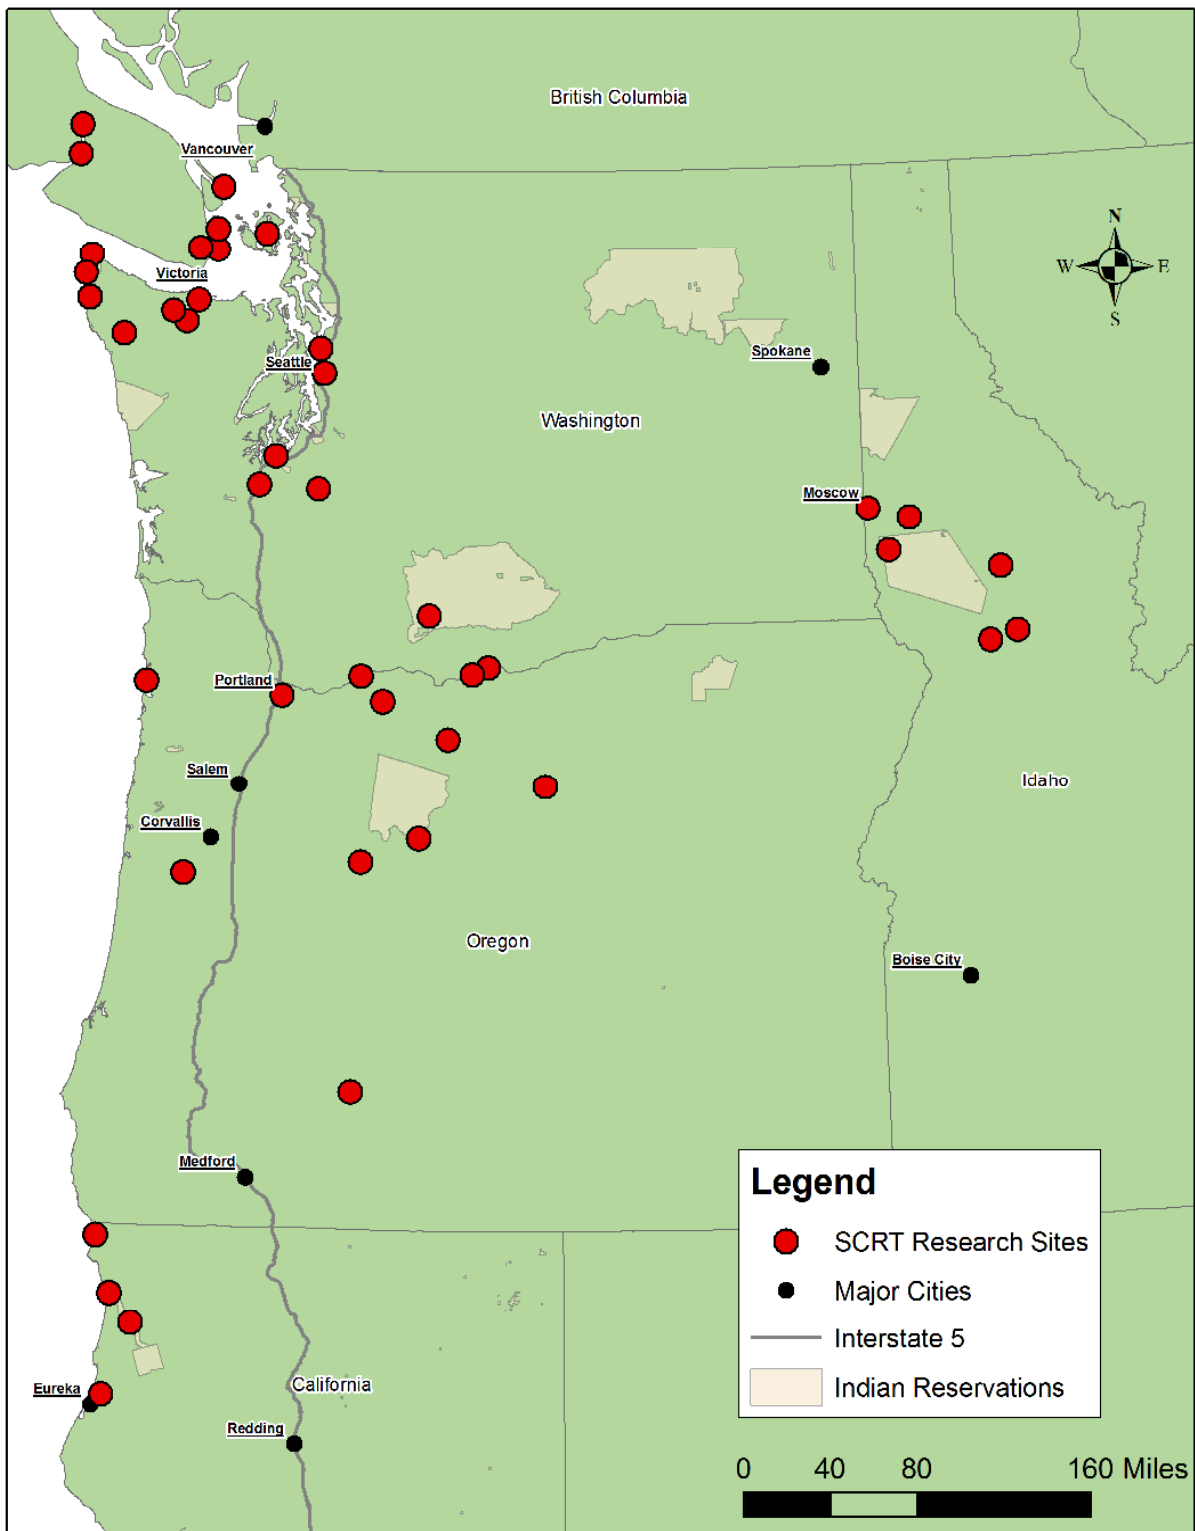 British Columbia
Vancouver
N
W
E
S
Victoria
Spokane
Seattle
Washington
Moscow
Portland
Salem
Idaho
Corvallis
Oregon
Boise City
Medford
Legend
SCRT Research Sites
Major Cities
Interstate 5
Indian Reservations
Eureka
California
Redding
0 40 80 160 Miles